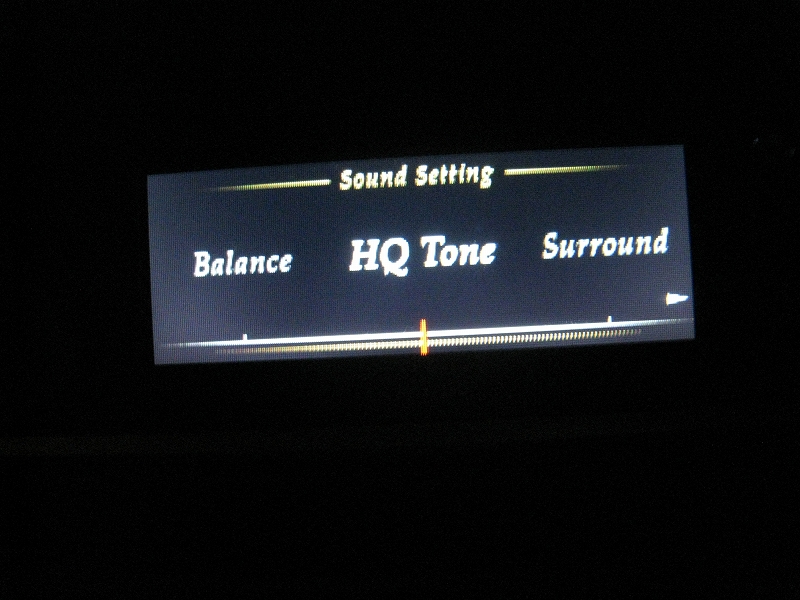 Sound Setting
Balance HQ Tone Surround